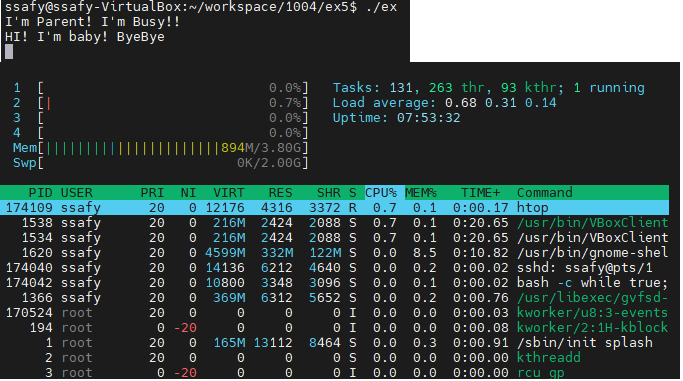 ssafy@ssafy-VirtualBox:~/workspace/1004/ex5$ ./ex
I'm Parent! I'm Busy!!
HI! I'm baby! ByeBye
1 [ 0.0%] Tasks: 131, 263 thr, 93 kthr; 1 running
2 [| 0.7%] Load average: 0.68 0.31 0.14
3 [ 0.0%] Uptime: 07:53:32
4 [ 0.0%]
Mem[|||||||||||||||||||||||894M/3.80G]
Swp[ 0K/2.00G]
PID USER PRI NI VIRT RES SHR S CPU% MEM% TIME+ Command
174109 ssafy 20 0 12176 4316 3372 R 0.7 0.1 0:00.17 htop
1538 ssafy 20 0 216M 2424 2088 S 0.7 0.1 0:20.65 /usr/bin/VBoxClient
1534 ssafy 20 0 216M 2424 2088 S 0.7 0.1 0:20.65 /usr/bin/VBoxClient
1620 ssafy 20 0 4599M 332M 122M S 0.0 8.5 0:10.82 /usr/bin/gnome-shel
174040 ssafy 20 0 14136 6212 4640 S 0.0 0.2 0:00.02 sshd: ssafy@pts/1
174042 ssafy 20 0 10800 3348 3096 S 0.0 0.1 0:00.02 bash -c while true;
1366 ssafy 20 0 369M 6312 5652 S 0.0 0.2 0:00.76 /usr/libexec/gvfsd-
170524 root 20 0 0 0 0 I 0.0 0.0 0:00.03 kworker/u8:3-events
194 root 0 -20 0 0 0 I 0.0 0.0 0:00.08 kworker/2:1H-kblock
1 root 20 0 165M 13112 8464 S 0.0 0.3 0:00.91 /sbin/init splash
2 root 20 0 0 0 0 S 0.0 0.0 0:00.00 kthreadd
3 root 0 -20 0 0 0 I 0.0 0.0 0:00.00 rcu_gp